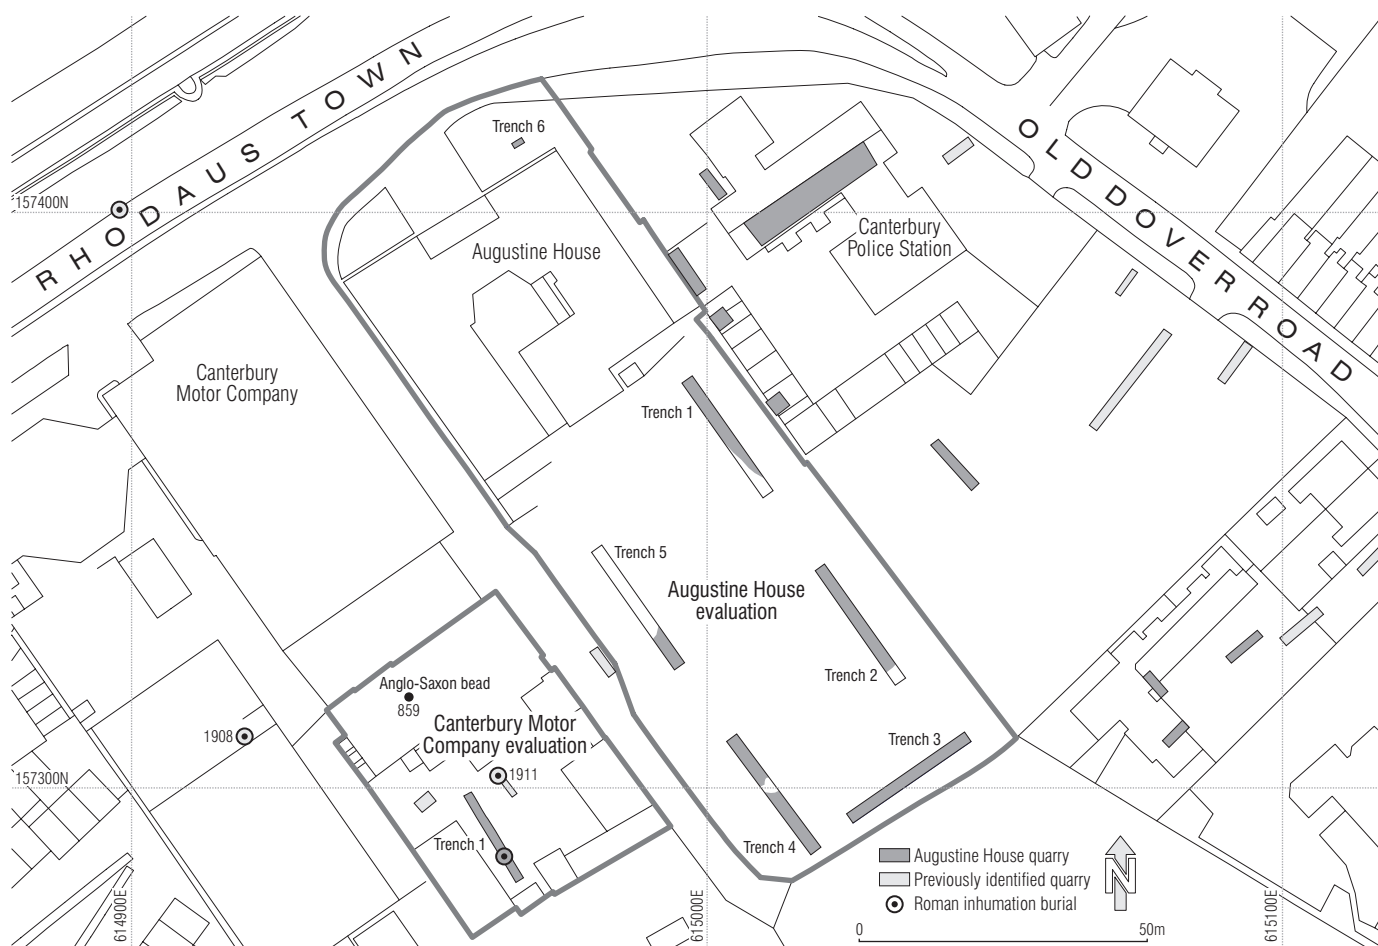 RHODAUS TOWN
Trench 6
OLD DOVER ROAD
157400N
Augustine House
Canterbury
Police Station
Canterbury
Motor Company
Trench 1
Trench 5
Augustine House
evaluation
Trench 2
Anglo-Saxon bead
859
Canterbury Motor
Company evaluation
1908
Trench 3
1911
157300N
Trench 1
Trench 4
Augustine House quarry
Previously identified quarry
Roman inhumation burial
N
0
50m
614900E
615000E
615100E